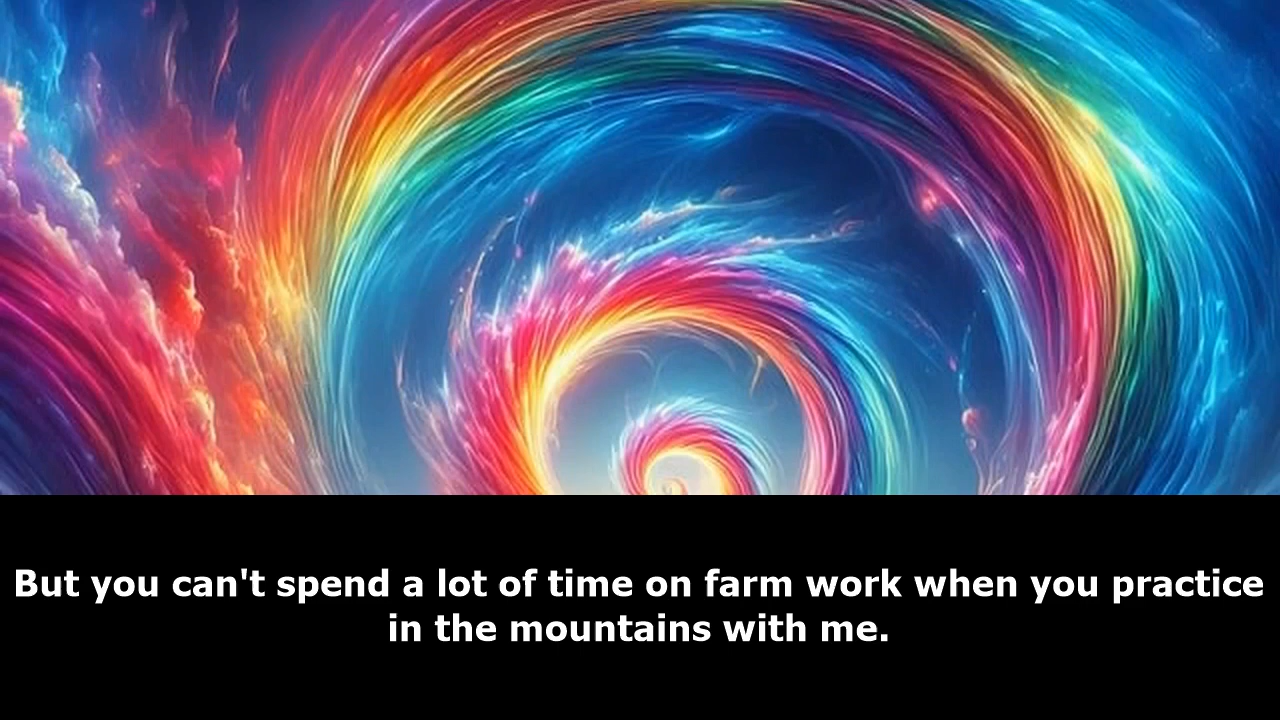 But you can't spend a lot of time on farm work when you practice
in the mountains with me.